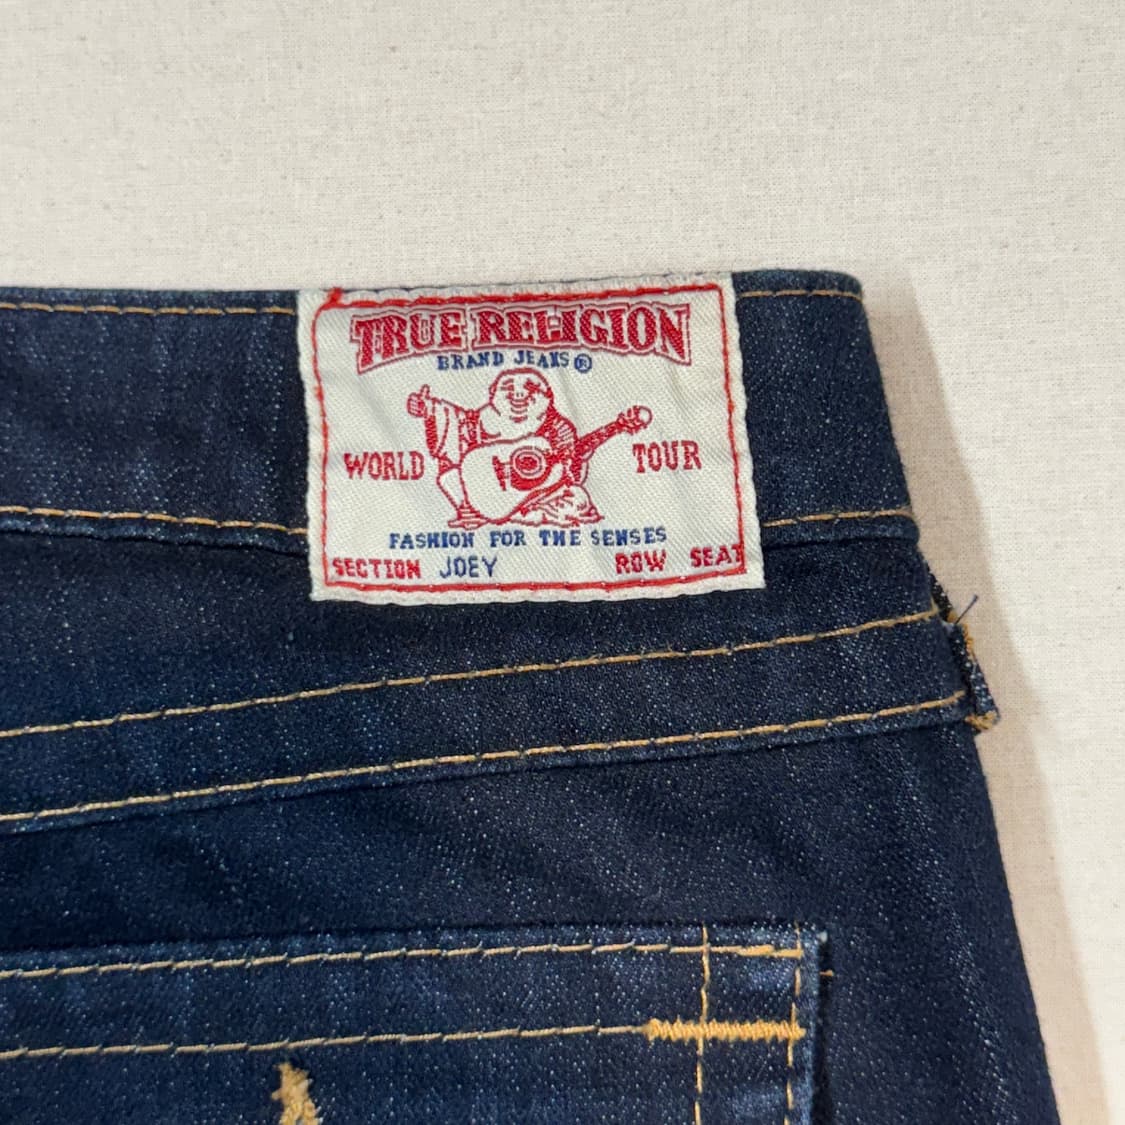 TRUE RELIGION
BRAND JEANS®
WORLD TOUR
FASHION FOR THE SENSES
SECTION JOEY ROW SEAT